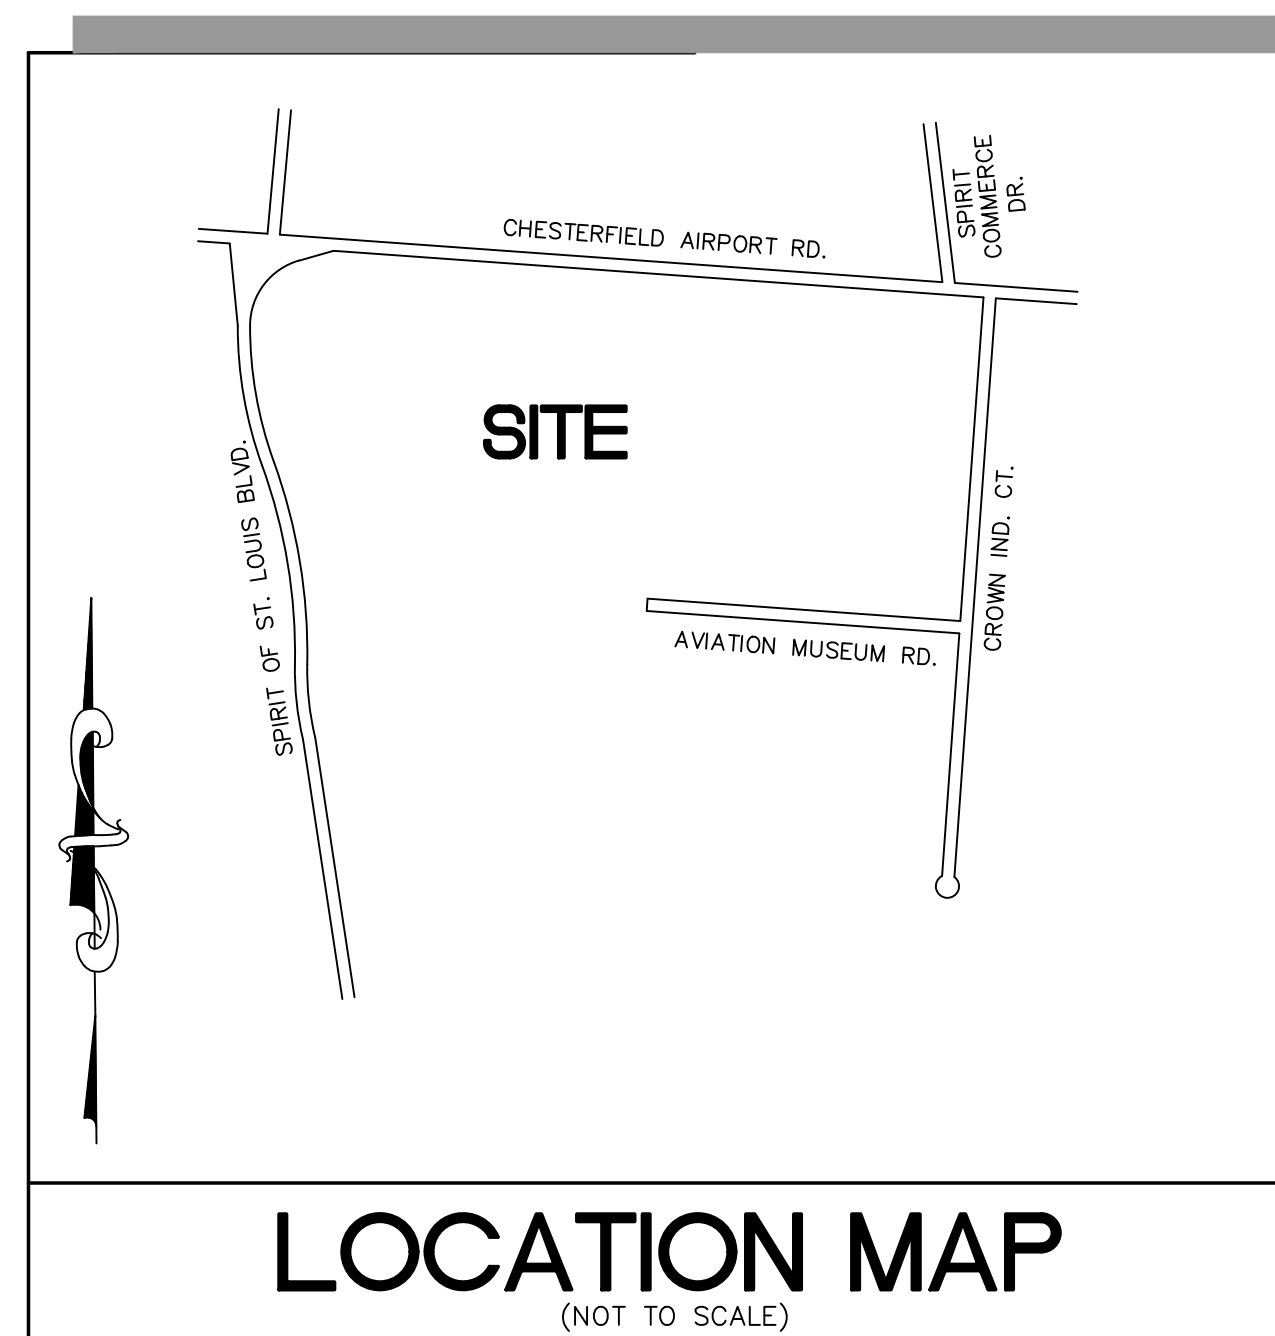 SPIRIT
COMMERCE
DR.
CHESTERFIELD AIRPORT RD.
SITE
SPIRIT OF ST. LOUIS BLVD.
CROWN IND. CT.
AVIATION MUSEUM RD.
LOCATION MAP
(NOT TO SCALE)